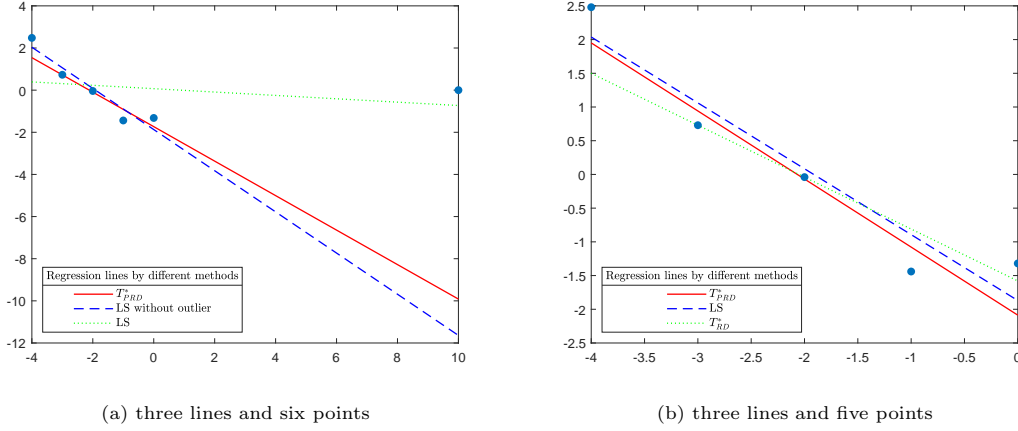 4
2
0
-2
-4
-6
-8
-10
-12
-4 -2 0 2 4 6 8 10
Regression lines by different methods
T*PRD
LS without outlier
LS
(a) three lines and six points
2.5
2
1.5
1
0.5
0
-0.5
-1
-1.5
-2
-2.5
-4 -3.5 -3 -2.5 -2 -1.5 -1 -0.5 0
Regression lines by different methods
T*PRD
LS
T*RD
(b) three lines and five points